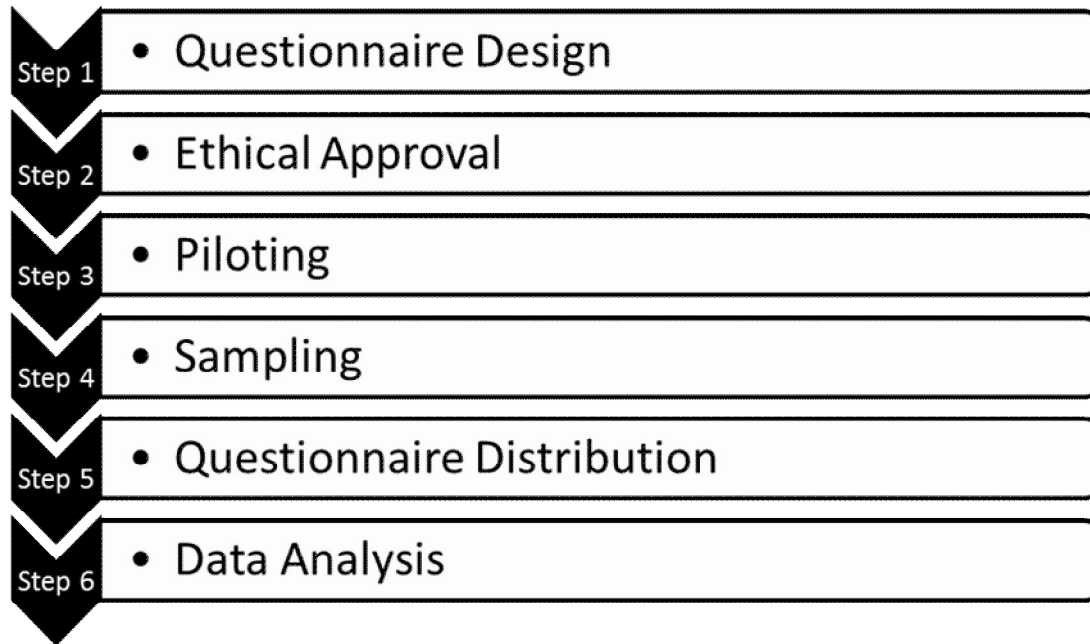 Step 1
• Questionnaire Design
Step 2
• Ethical Approval
Step 3
• Piloting
Step 4
• Sampling
Step 5
• Questionnaire Distribution
Step 6
• Data Analysis